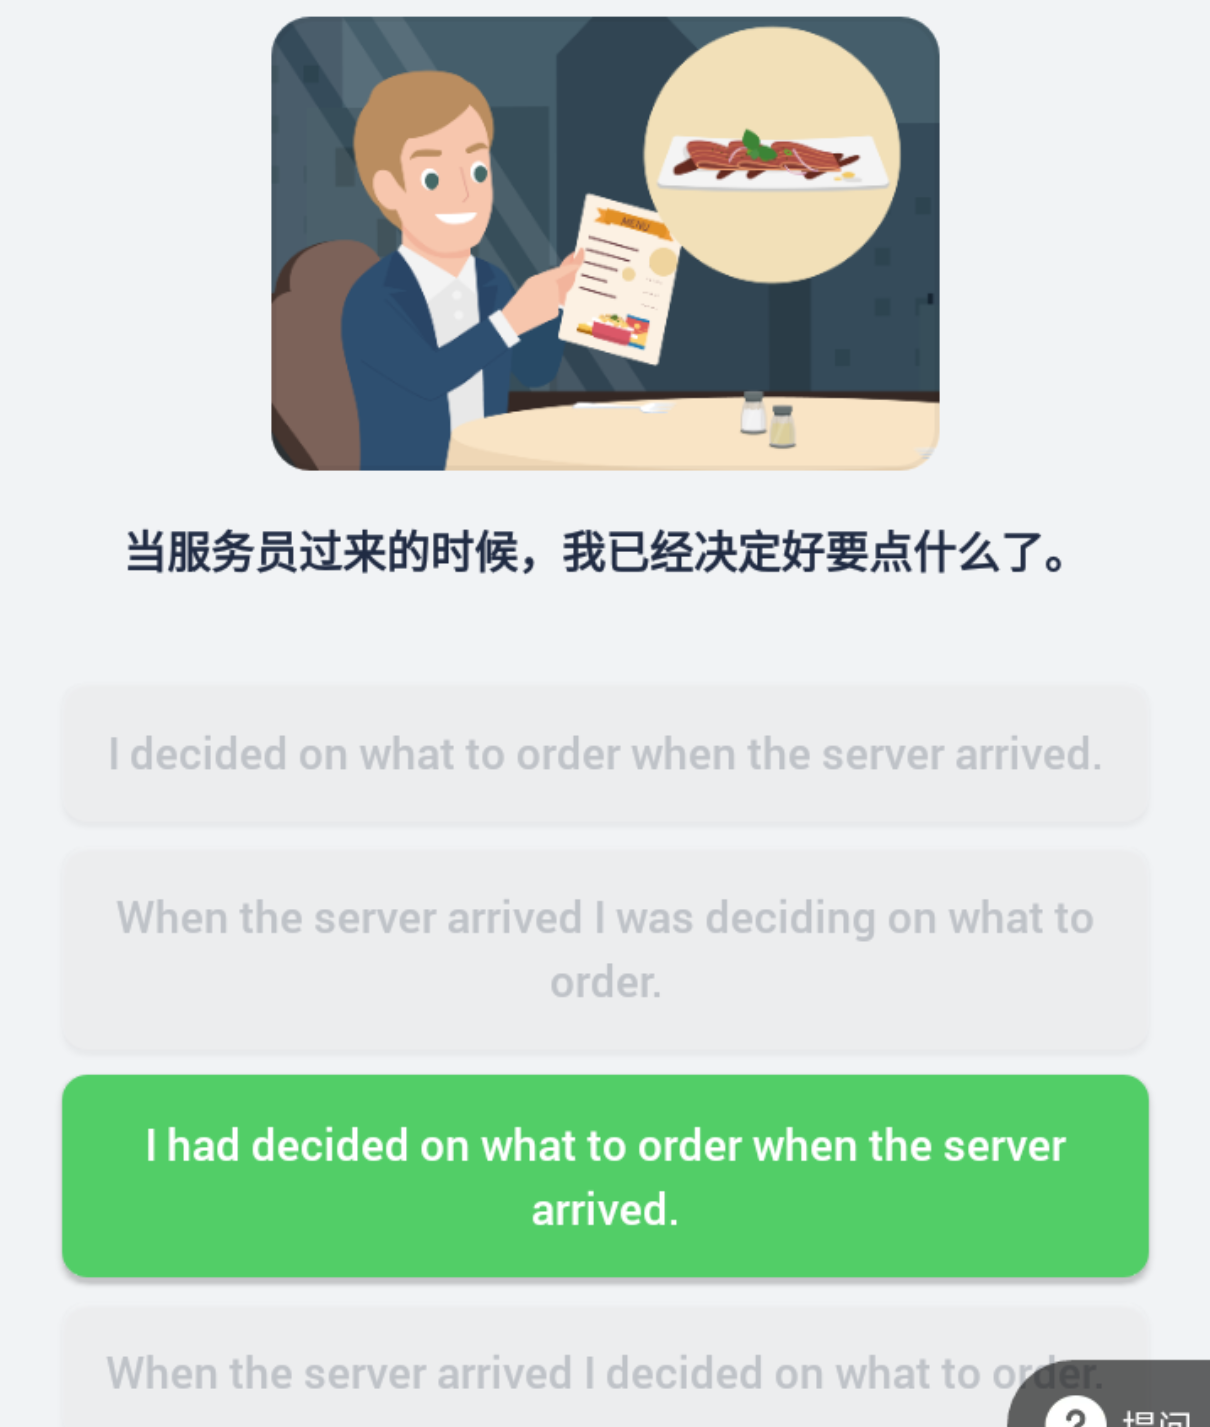 MENU
当服务员过来的时候，我已经决定好要点什么了。
I decided on what to order when the server arrived.
When the server arrived I was deciding on what to
order.
I had decided on what to order when the server
arrived.
When the server arrived I decided on what to order.
? 提问